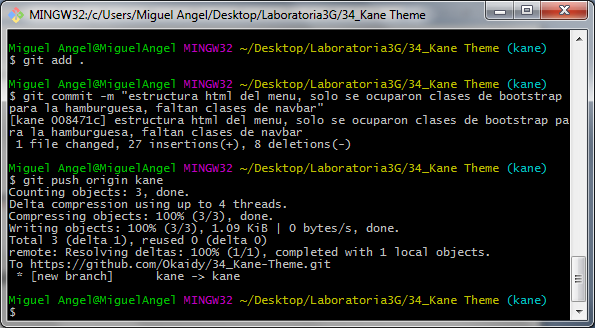 MINGW32:/c/Users/Miguel Angel/Desktop/Laboratoria3G/34_Kane Theme
Miguel Angel@MiguelAngel MINGW32 ~/Desktop/Laboratoria3G/34_Kane Theme (kane)
$ git add .
Miguel Angel@MiguelAngel MINGW32 ~/Desktop/Laboratoria3G/34_Kane Theme (kane)
$ git commit -m "estructura html del menu, solo se ocuparon clases de bootstrap
para la hamburguesa, faltan clases de navbar"
[kane 008471c] estructura html del menu, solo se ocuparon clases de bootstrap pa
ra la hamburguesa, faltan clases de navbar
1 file changed, 27 insertions(+), 8 deletions(-)
Miguel Angel@MiguelAngel MINGW32 ~/Desktop/Laboratoria3G/34_Kane Theme (kane)
$ git push origin kane
Counting objects: 3, done.
Delta compression using up to 4 threads.
Compressing objects: 100% (3/3), done.
Writing objects: 100% (3/3), 1.09 KiB | 0 bytes/s, done.
Total 3 (delta 1), reused 0 (delta 0)
remote: Resolving deltas: 100% (1/1), completed with 1 local objects.
To https://github.com/Okaidy/34_Kane-Theme.git
* [new branch]      kane -> kane
Miguel Angel@MiguelAngel MINGW32 ~/Desktop/Laboratoria3G/34_Kane Theme (kane)
$